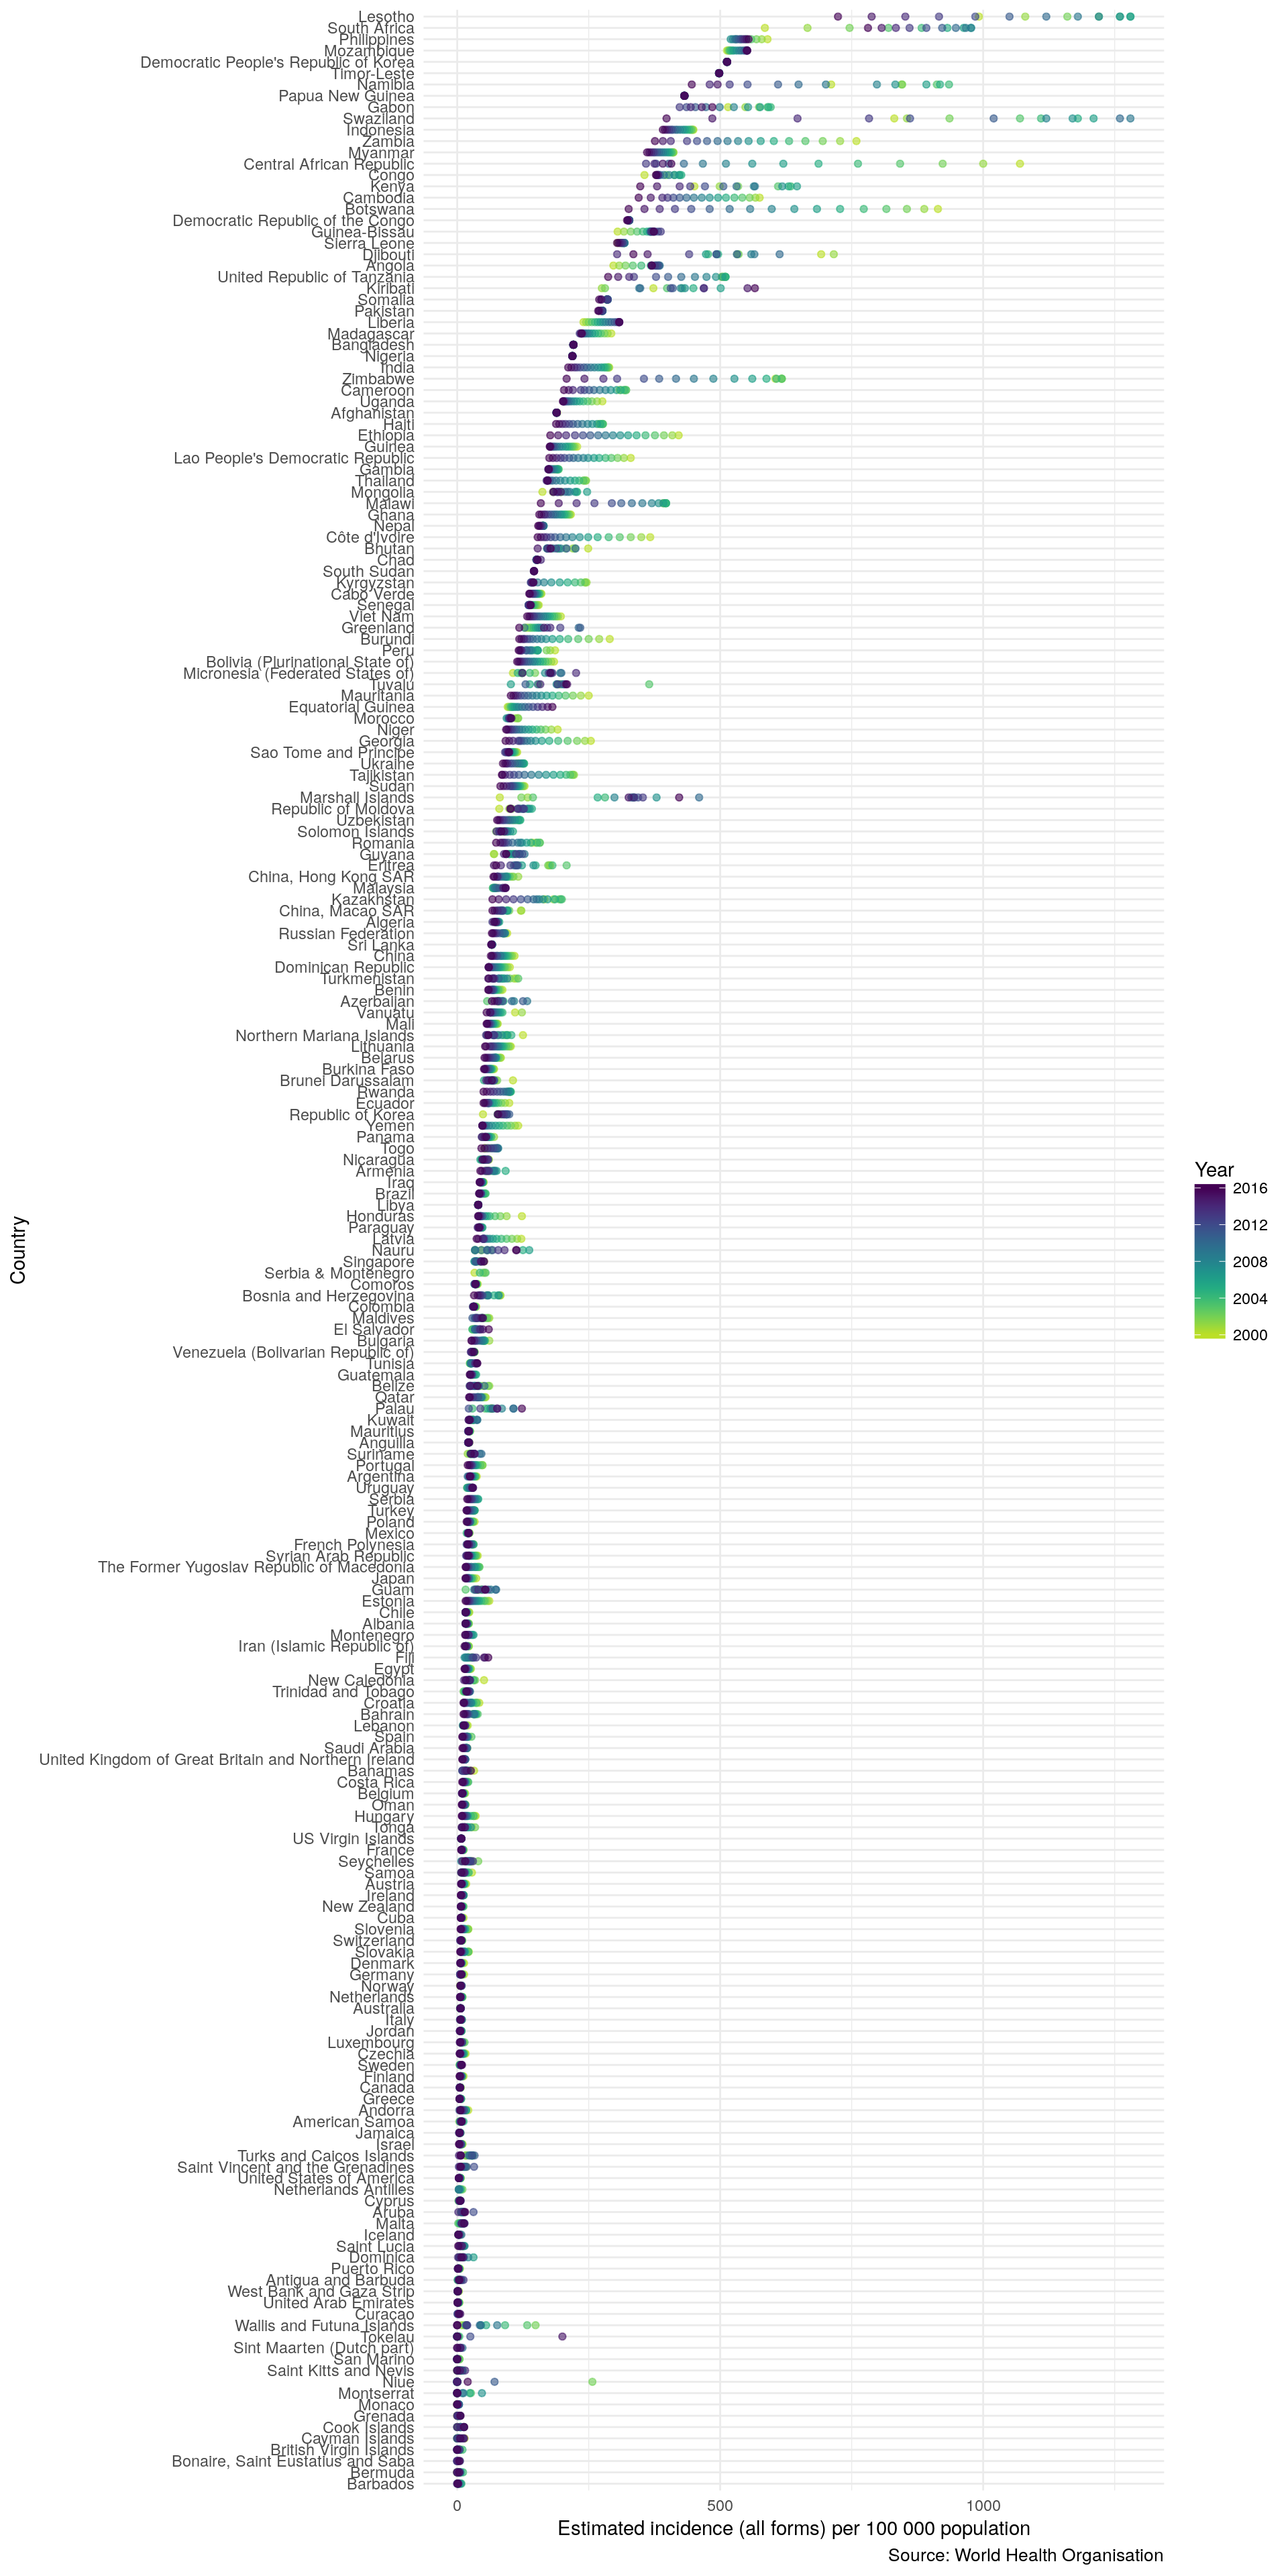 Lesotho
South Africa
Philippines
Mozambique
Democratic People's Republic of Korea
Timor-Leste
Namibia
Papua New Guinea
Gabon
Swaziland
Indonesia
Zambia
Myanmar
Central African Republic
Congo
Kenya
Cambodia
Botswana
Democratic Republic of the Congo
Guinea-Bissau
Sierra Leone
Djibouti
Angola
United Republic of Tanzania
Kiribati
Somalia
Pakistan
Liberia
Madagascar
Bangladesh
Nigeria
India
Zimbabwe
Cameroon
Uganda
Afghanistan
Haiti
Ethiopia
Guinea
Lao People's Democratic Republic
Gambia
Thailand
Mongolia
Malawi
Ghana
Nepal
Côte d'Ivoire
Bhutan
Chad
South Sudan
Kyrgyzstan
Cabo Verde
Senegal
Viet Nam
Greenland
Burundi
Peru
Bolivia (Plurinational State of)
Micronesia (Federated States of)
Tuvalu
Mauritania
Equatorial Guinea
Morocco
Niger
Georgia
Sao Tome and Principe
Ukraine
Tajikistan
Sudan
Marshall Islands
Republic of Moldova
Uzbekistan
Solomon Islands
Romania
Guyana
Eritrea
China, Hong Kong SAR
Malaysia
Kazakhstan
China, Macao SAR
Algeria
Russian Federation
Sri Lanka
China
Dominican Republic
Turkmenistan
Benin
Azerbaijan
Vanuatu
Mali
Northern Mariana Islands
Lithuania
Belarus
Burkina Faso
Brunei Darussalam
Rwanda
Ecuador
Republic of Korea
Yemen
Panama
Togo
Nicaragua
Armenia
Iraq
Brazil
Libya
Honduras
Paraguay
Latvia
Nauru
Singapore
Serbia & Montenegro
Comoros
Bosnia and Herzegovina
Colombia
Maldives
El Salvador
Bulgaria
Venezuela (Bolivarian Republic of)
Tunisia
Guatemala
Belize
Qatar
Palau
Kuwait
Mauritius
Anguilla
Suriname
Portugal
Argentina
Uruguay
Serbia
Turkey
Poland
Mexico
French Polynesia
Syrian Arab Republic
The Former Yugoslav Republic of Macedonia
Japan
Guam
Estonia
Chile
Albania
Montenegro
Iran (Islamic Republic of)
Fiji
Egypt
New Caledonia
Trinidad and Tobago
Croatia
Bahrain
Lebanon
Spain
Saudi Arabia
United Kingdom of Great Britain and Northern Ireland
Bahamas
Costa Rica
Belgium
Oman
Hungary
Tonga
US Virgin Islands
France
Seychelles
Samoa
Austria
Ireland
New Zealand
Cuba
Slovenia
Switzerland
Slovakia
Denmark
Germany
Norway
Netherlands
Australia
Italy
Jordan
Luxembourg
Czechia
Sweden
Finland
Canada
Greece
Andorra
American Samoa
Jamaica
Israel
Turks and Caicos Islands
Saint Vincent and the Grenadines
United States of America
Netherlands Antilles
Cyprus
Aruba
Malta
Iceland
Saint Lucia
Dominica
Puerto Rico
Antigua and Barbuda
West Bank and Gaza Strip
United Arab Emirates
Curaçao
Wallis and Futuna Islands
Tokelau
Sint Maarten (Dutch part)
San Marino
Saint Kitts and Nevis
Niue
Montserrat
Monaco
Grenada
Cook Islands
Cayman Islands
British Virgin Islands
Bonaire, Saint Eustatius and Saba
Bermuda
Barbados
Country
0 500 1000
Estimated incidence (all forms) per 100 000 population
Source: World Health Organisation
Year
2016
2012
2008
2004
2000